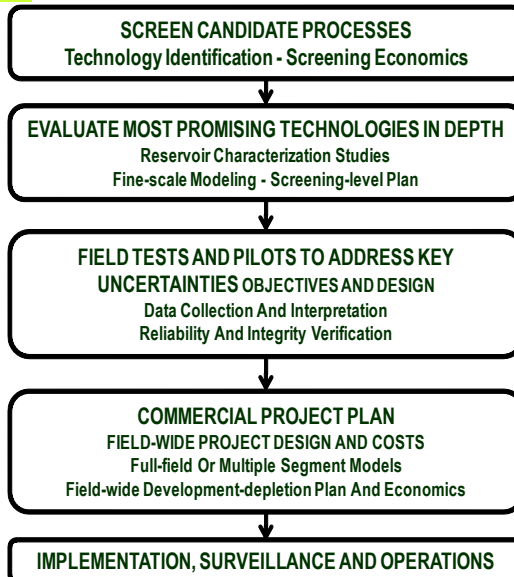 SCREEN CANDIDATE PROCESSES
Technology Identification - Screening Economics
EVALUATE MOST PROMISING TECHNOLOGIES IN DEPTH
Reservoir Characterization Studies
Fine-scale Modeling - Screening-level Plan
FIELD TESTS AND PILOTS TO ADDRESS KEY
UNCERTAINTIES OBJECTIVES AND DESIGN
Data Collection And Interpretation
Reliability And Integrity Verification
COMMERCIAL PROJECT PLAN
FIELD-WIDE PROJECT DESIGN AND COSTS
Full-field Or Multiple Segment Models
Field-wide Development-depletion Plan And Economics
IMPLEMENTATION, SURVEILLANCE AND OPERATIONS